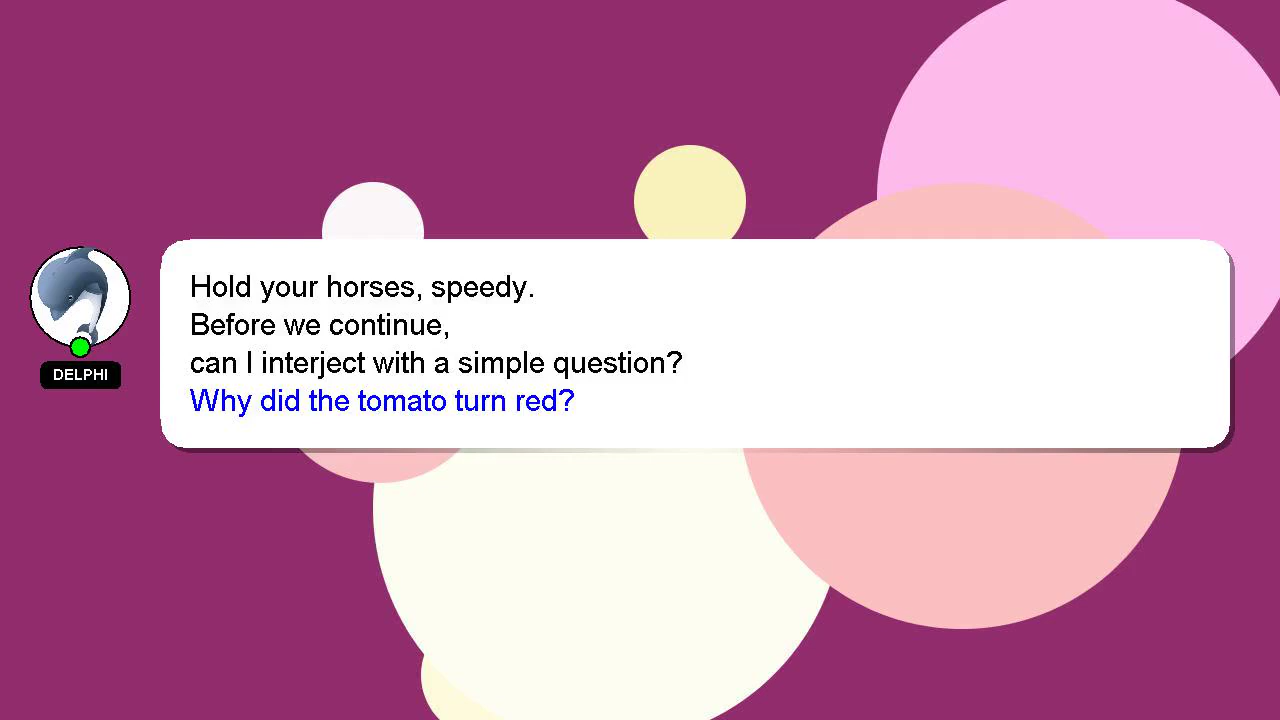 Hold your horses, speedy.
Before we continue,
can I interject with a simple question?
Why did the tomato turn red?
DELPHI